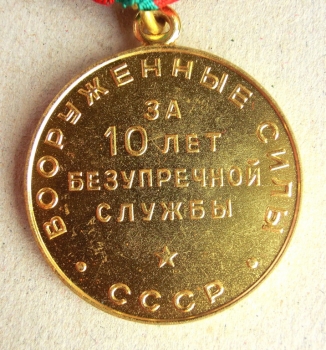 ВООРУЖЕННЫЕ СИЛЫ
ЗА
10 ЛЕТ
БЕЗУПРЕЧНОЙ
СЛУЖБЫ
СССР